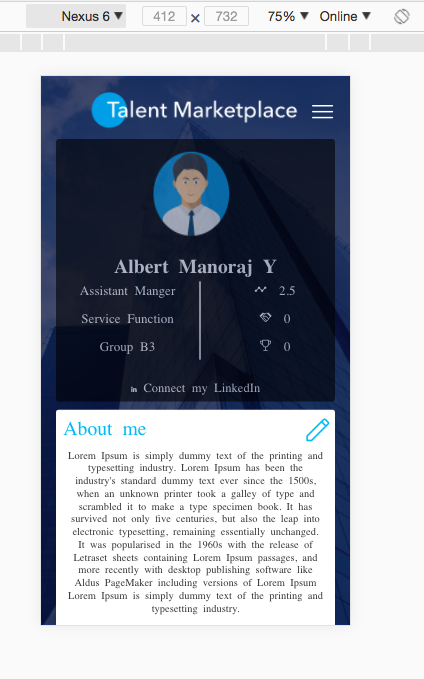 Nexus 6 ▼ 412 × 732 75% ▼ Online ▼
Talent Marketplace
Albert Manoraj Y
Assistant Manger 2.5
Service Function 0
Group B3 0
in Connect my LinkedIn
About me
Lorem Ipsum is simply dummy text of the printing and
typesetting industry. Lorem Ipsum has been the
industry's standard dummy text ever since the 1500s,
when an unknown printer took a galley of type and
scrambled it to make a type specimen book. It has
survived not only five centuries, but also the leap into
electronic typesetting, remaining essentially unchanged.
It was popularised in the 1960s with the release of
Letraset sheets containing Lorem Ipsum passages, and
more recently with desktop publishing software like
Aldus PageMaker including versions of Lorem Ipsum
Lorem Ipsum is simply dummy text of the printing and
typesetting industry.